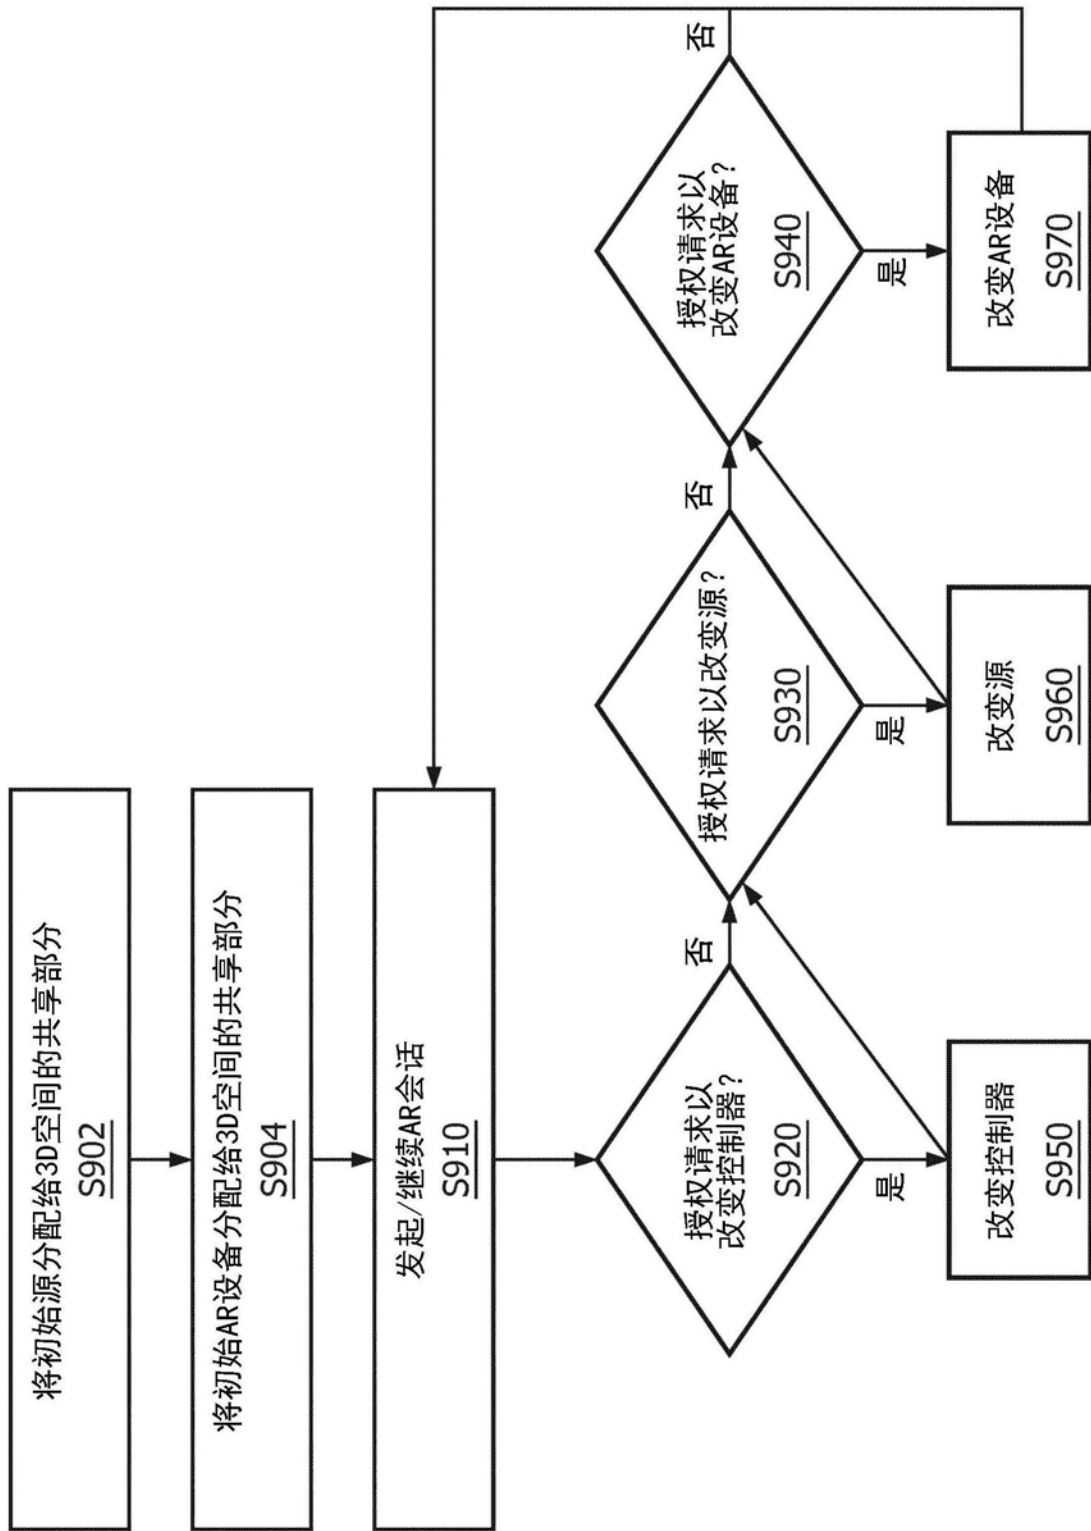 将初始源分配给3D空间的共享部分
S902
将初始AR设备分配给3D空间的共享部分
S904
发起/继续AR会话
S910
授权请求以
改变控制器?
S920
否
是
授权请求以改变源?
S930
否
是
授权请求以
改变AR设备?
S940
否
是
改变控制器
S950
改变源
S960
改变AR设备
S970